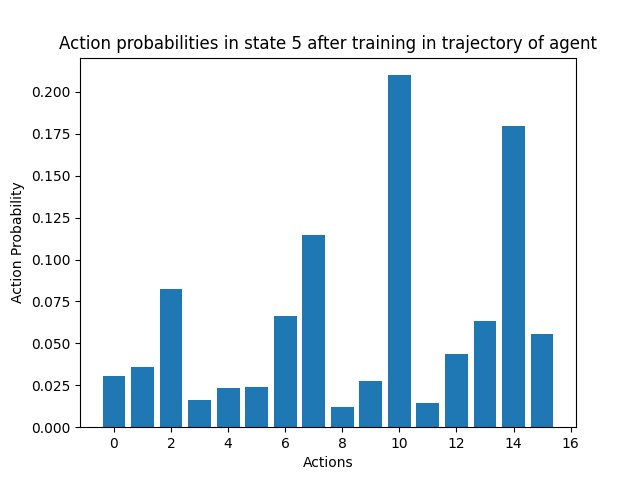 Action probabilities in state 5 after training in trajectory of agent
0.200
0.175
0.150
0.125
0.100
0.075
0.050
0.025
0.000
Action Probability
0 2 4 6 8 10 12 14 16
Actions